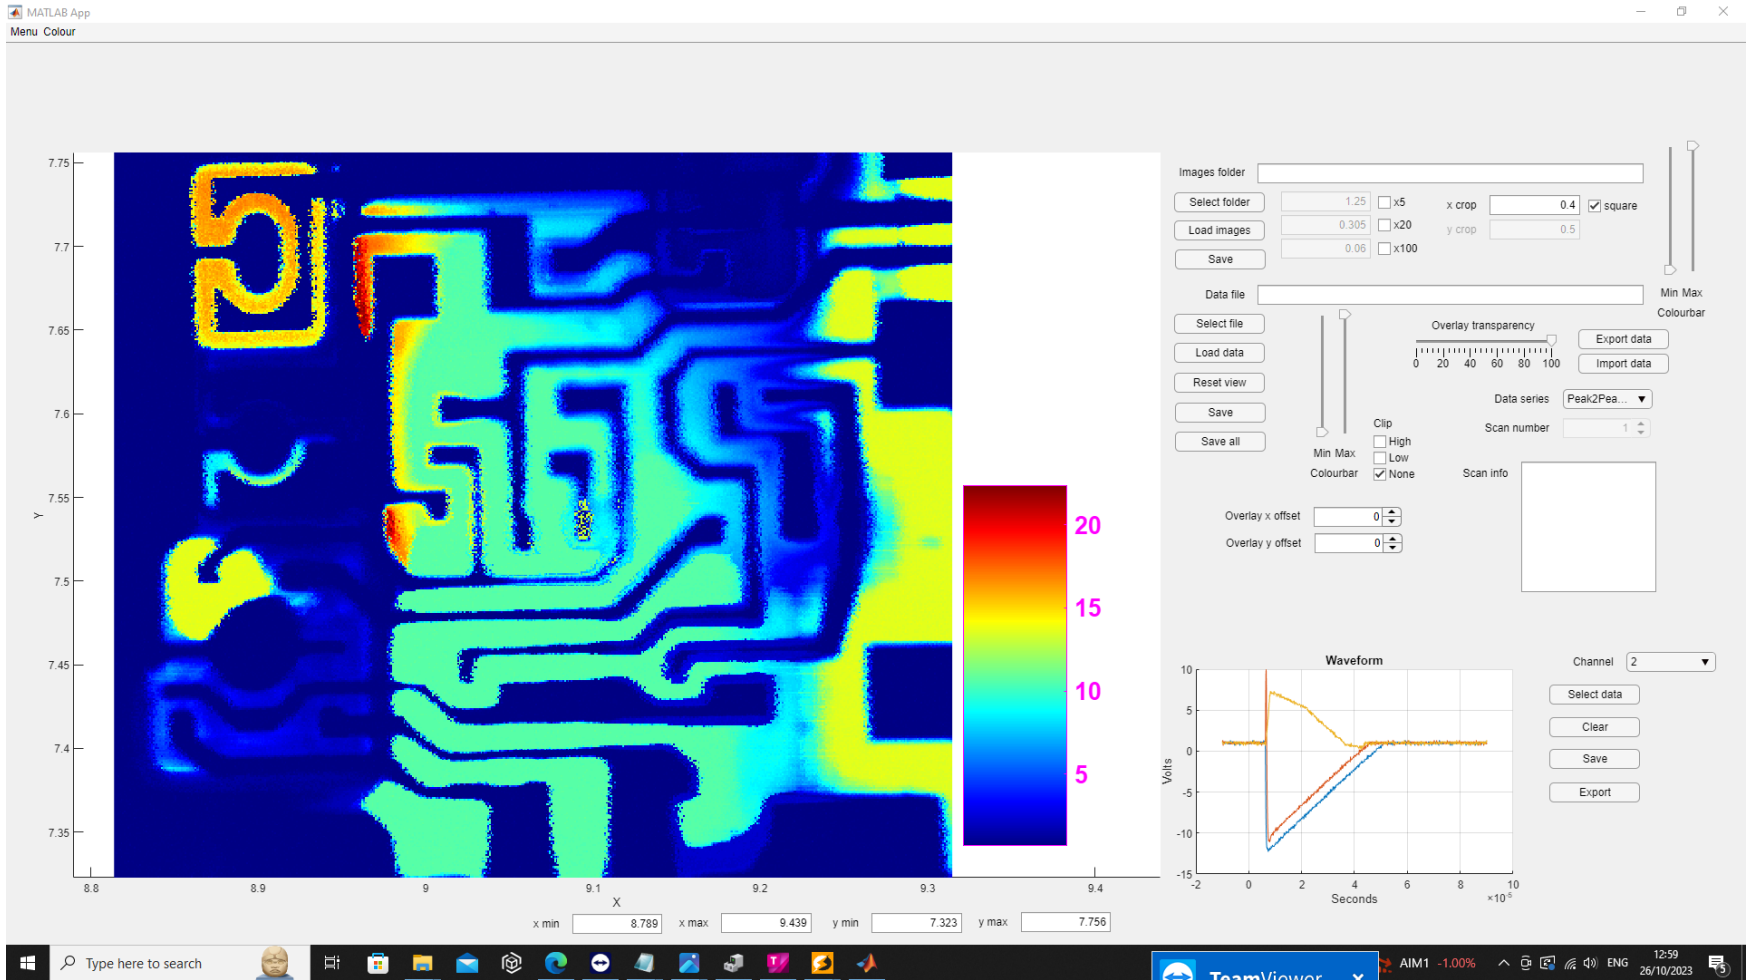 MATLAB App
Menu Colour
Images folder
Select folder 1.25 x5 x crop 0.4 square
Load images 0.305 x20 y crop 0.5
Save 0.06 x100
Data file
Min Max
Colourbar
Select file
Load data
Reset view
Save
Save all
Overlay transparency
0 20 40 60 80 100
Export data
Import data
Data series Peak2Pea...
Scan number 1
Clip
High
Low
None
Min Max
Colourbar
Scan info
Overlay x offset 0
Overlay y offset 0
7.75
7.7
7.65
7.6
7.55
7.5
7.45
7.4
7.35
Y
8.8 8.9 9 9.1 9.2 9.3 9.4
X
20
15
10
5
x min 8.789 x max 9.439 y min 7.323 y max 7.756
Waveform
10
5
0
-5
-10
-15
Volts
-2 0 2 4 6 8 10
Seconds ×10-5
Channel 2
Select data
Clear
Save
Export
Type here to search
TeamViewer
AIM1 -1.00%
ENG
12:59
26/10/2023
5